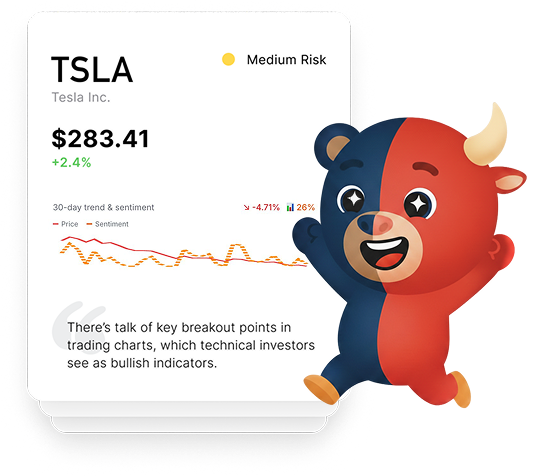 TSLA
Medium Risk
Tesla Inc.
$283.41
+2.4%
30-day trend & sentiment
↘ -4.71% 📊 26%
Price
Sentiment
There’s talk of key breakout points in
trading charts, which technical investors
see as bullish indicators.